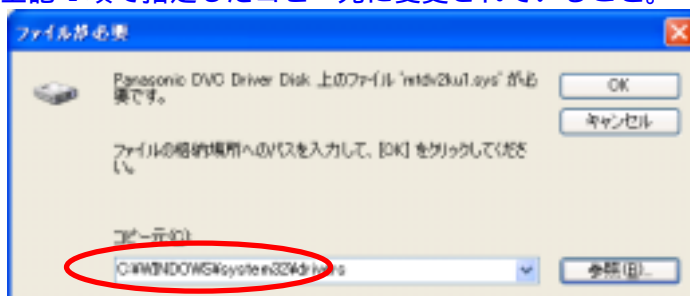 ファイルが必要
Panasonic DVC Driver Disk 上のファイル 'mtdv2ku1.sys' が必
要です。
OK
キャンセル
ファイルの格納場所へのパスを入力して、[OK] をクリックしてくださ
い。
コピー元(C):
C:¥WINDOWS¥system32¥drivers
参照(B)...